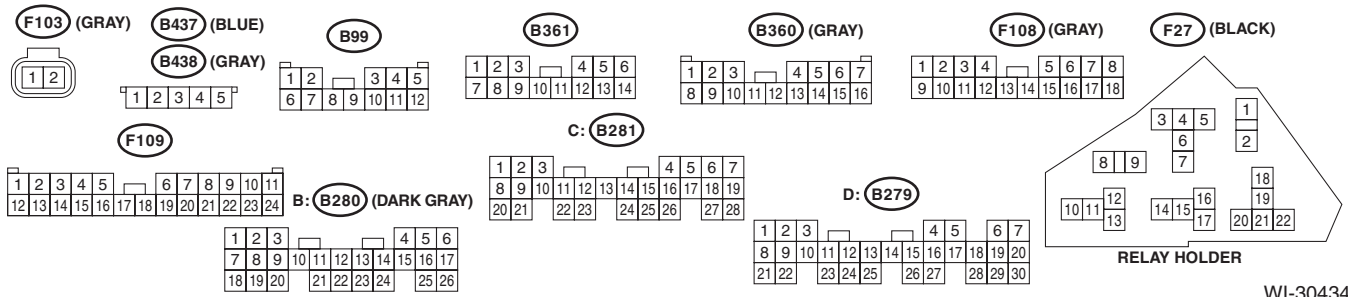 F103 (GRAY)
1 2
B437 (BLUE)
B438 (GRAY)
1 2 3 4 5
B99
1 2 3 4 5
6 7 8 9 10 11 12
B361
1 2 3 4 5 6
7 8 9 10 11 12 13 14
B360 (GRAY)
1 2 3 4 5 6 7
8 9 10 11 12 13 14 15 16
F108 (GRAY)
1 2 3 4 5 6 7 8
9 10 11 12 13 14 15 16 17 18
F27 (BLACK)
1
3 4 5
2
6
8 9 7
18
12 16 19
10 11 14 15
13 17 20 21 22
RELAY HOLDER
F109
1 2 3 4 5 6 7 8 9 10 11
12 13 14 15 16 17 18 19 20 21 22 23 24
B: B280 (DARK GRAY)
1 2 3 4 5 6
7 8 9 10 11 12 13 14 15 16 17
18 19 20 21 22 23 24 25 26
C: B281
1 2 3 4 5 6 7
8 9 10 11 12 13 14 15 16 17 18 19
20 21 22 23 24 25 26 27 28
D: B279
1 2 3 4 5 6 7
8 9 10 11 12 13 14 15 16 17 18 19 20
21 22 23 24 25 26 27 28 29 30
WI-30434